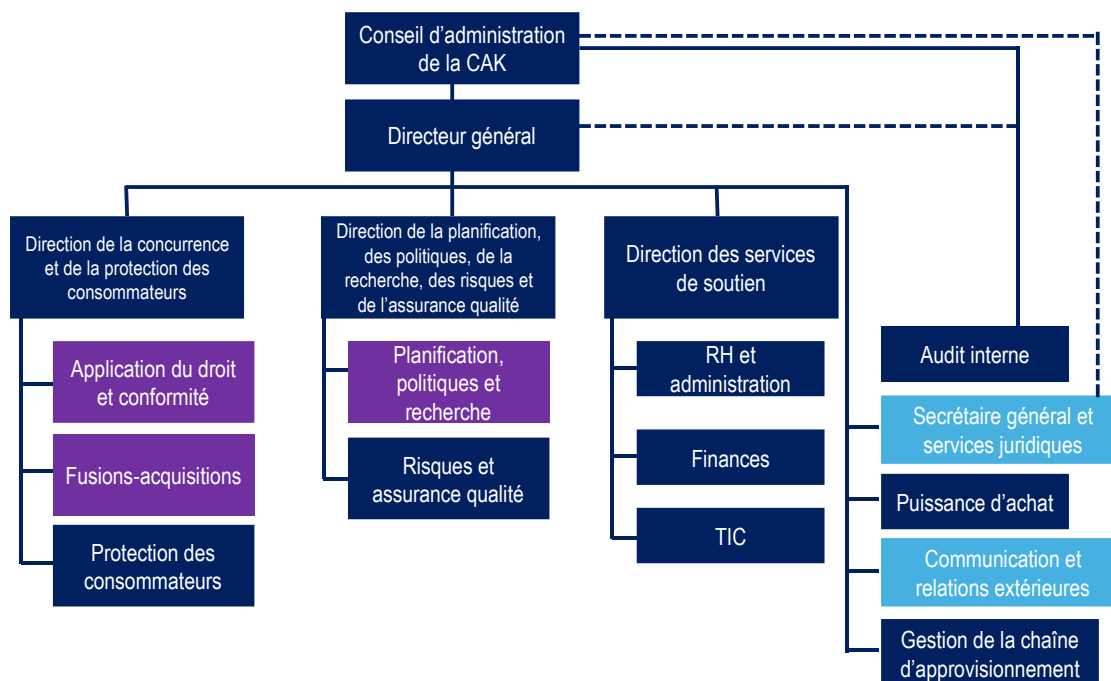 Conseil d’administration
de la CAK
Directeur général
Direction de la concurrence
et de la protection des
consommateurs
Direction de la planification,
des politiques, de la
recherche, des risques et
de l’assurance qualité
Direction des services
de soutien
Application du droit
et conformité
Fusions-acquisitions
Protection des
consommateurs
Planification,
politiques et
recherche
Risques et
assurance qualité
RH et
administration
Finances
TIC
Audit interne
Secrétaire général et
services juridiques
Puissance d’achat
Communication et
relations extérieures
Gestion de la chaîne
d’approvisionnement